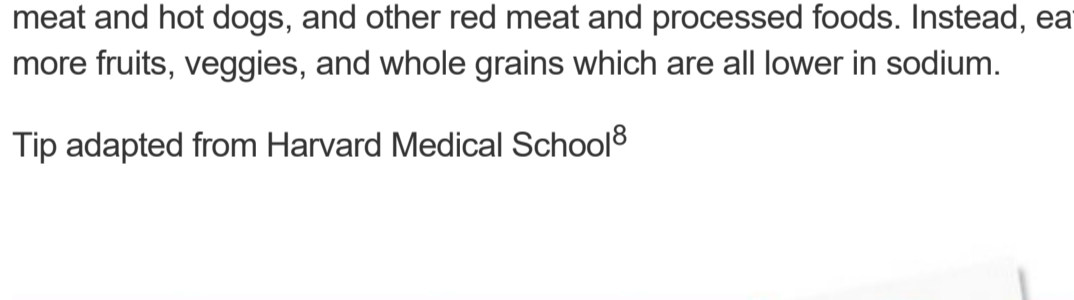 meat and hot dogs, and other red meat and processed foods. Instead,
more fruits, veggies, and whole grains which are all lower in sodium.
Tip adapted from Harvard Medical School8